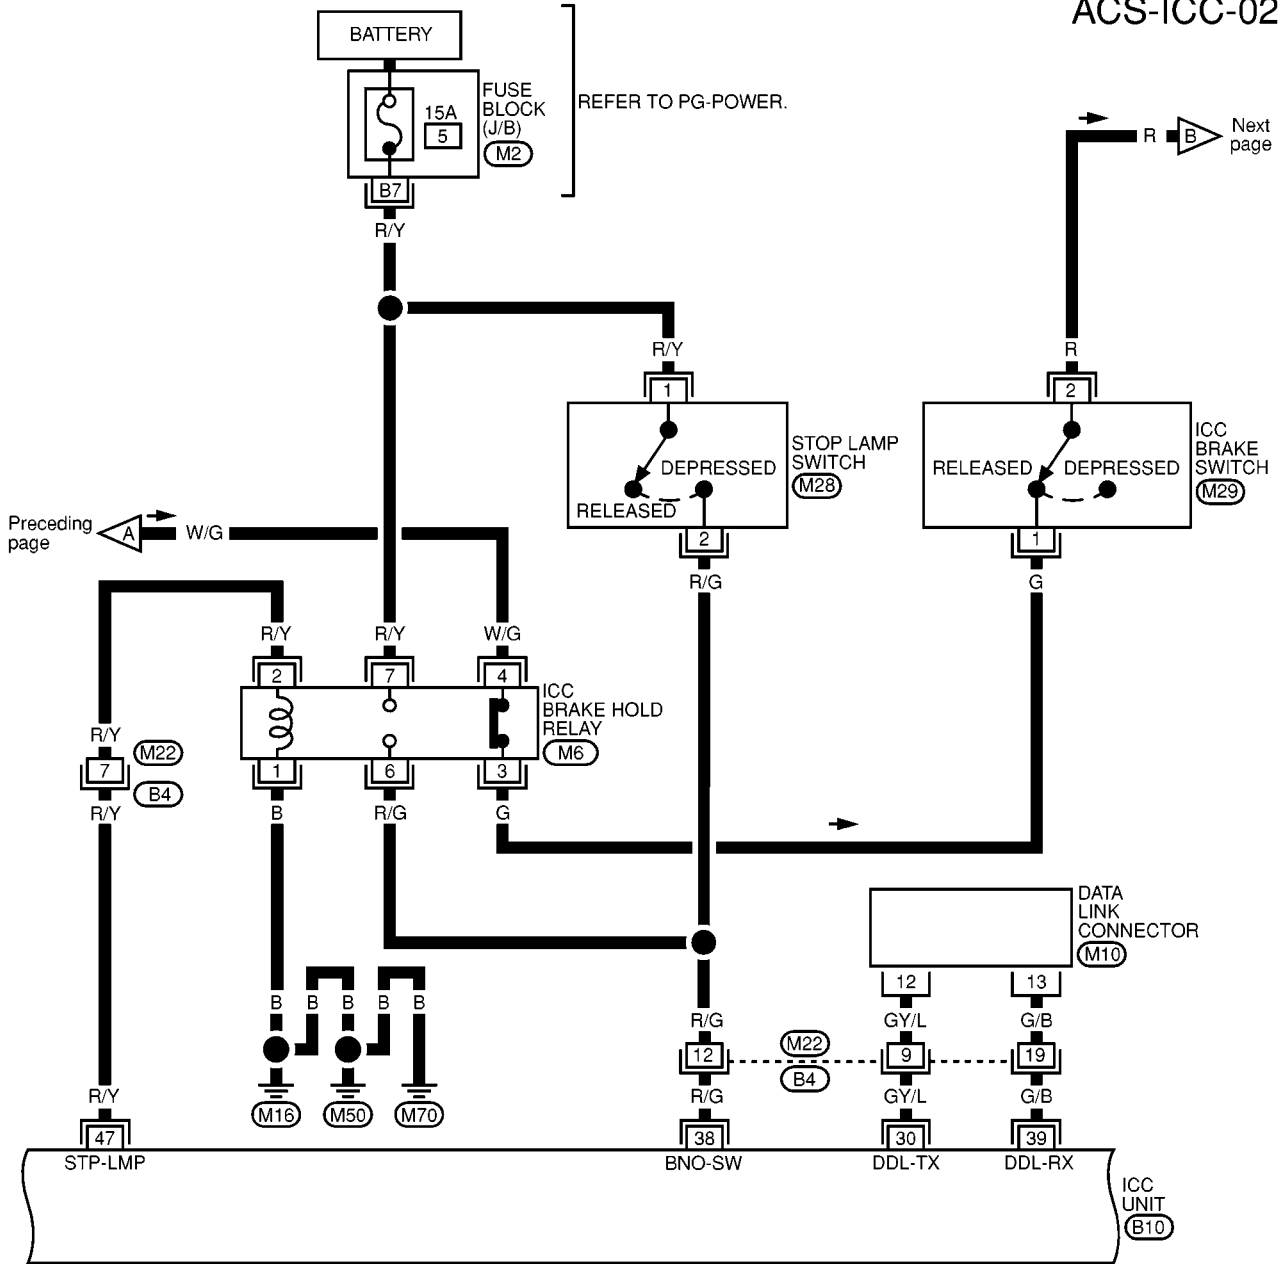 ACS-ICC-02
BATTERY
FUSE
BLOCK
(J/B)
M2
15A
5
REFER TO PG-POWER.
B7
R/Y
R
B
Next
page
R/Y
R
1
2
STOP LAMP
SWITCH
M28
DEPRESSED
RELEASED
ICC
BRAKE
SWITCH
M29
RELEASED
DEPRESSED
Preceding
page
A
W/G
2
1
R/G
G
R/Y
R/Y
W/G
2
7
4
ICC
BRAKE HOLD
RELAY
M6
R/Y
M22
7
B4
R/Y
1
6
3
B
R/G
G
DATA
LINK
CONNECTOR
M10
12
13
B
B
B
B
B
R/G
GY/L
G/B
M22
12
9
19
B4
R/Y
R/G
GY/L
G/B
M16
M50
M70
47
38
30
39
STP-LMP
BNO-SW
DDL-TX
DDL-RX
ICC
UNIT
B10